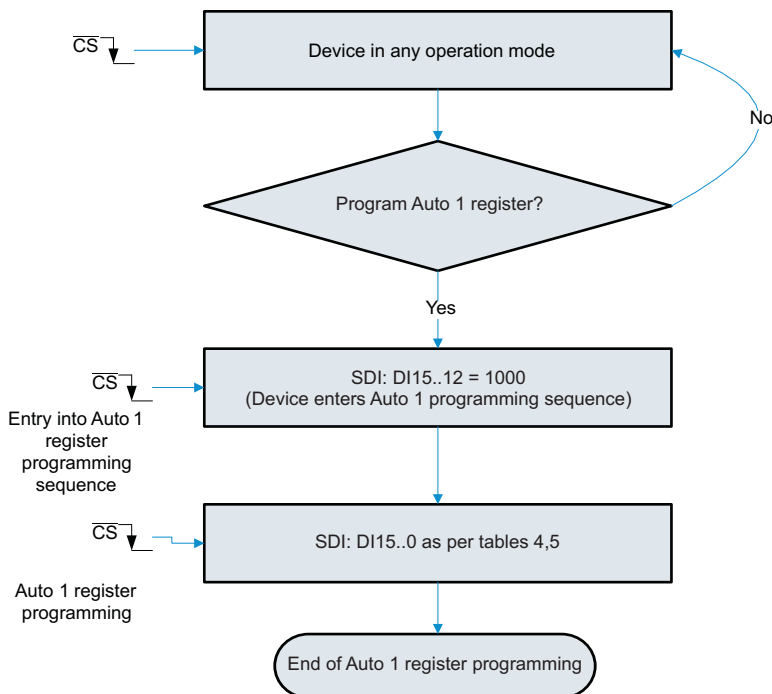 CS
Device in any operation mode
No
Program Auto 1 register?
Yes
CS
SDI: DI15..12 = 1000
(Device enters Auto 1 programming sequence)
Entry into Auto 1
register
programming
sequence
CS
SDI: DI15..0 as per tables 4,5
Auto 1 register
programming
End of Auto 1 register programming